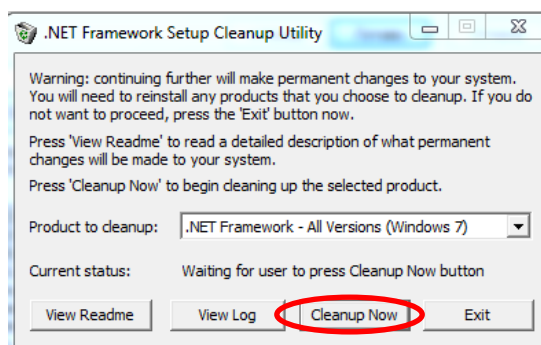 .NET Framework Setup Cleanup Utility
Warning: continuing further will make permanent changes to your system.
You will need to reinstall any products that you choose to cleanup. If you do
not want to proceed, press the 'Exit' button now.
Press 'View Readme' to read a detailed description of what permanent
changes will be made to your system.
Press 'Cleanup Now' to begin cleaning up the selected product.
Product to cleanup: .NET Framework - All Versions (Windows 7)
Current status: Waiting for user to press Cleanup Now button
View Readme View Log Cleanup Now Exit